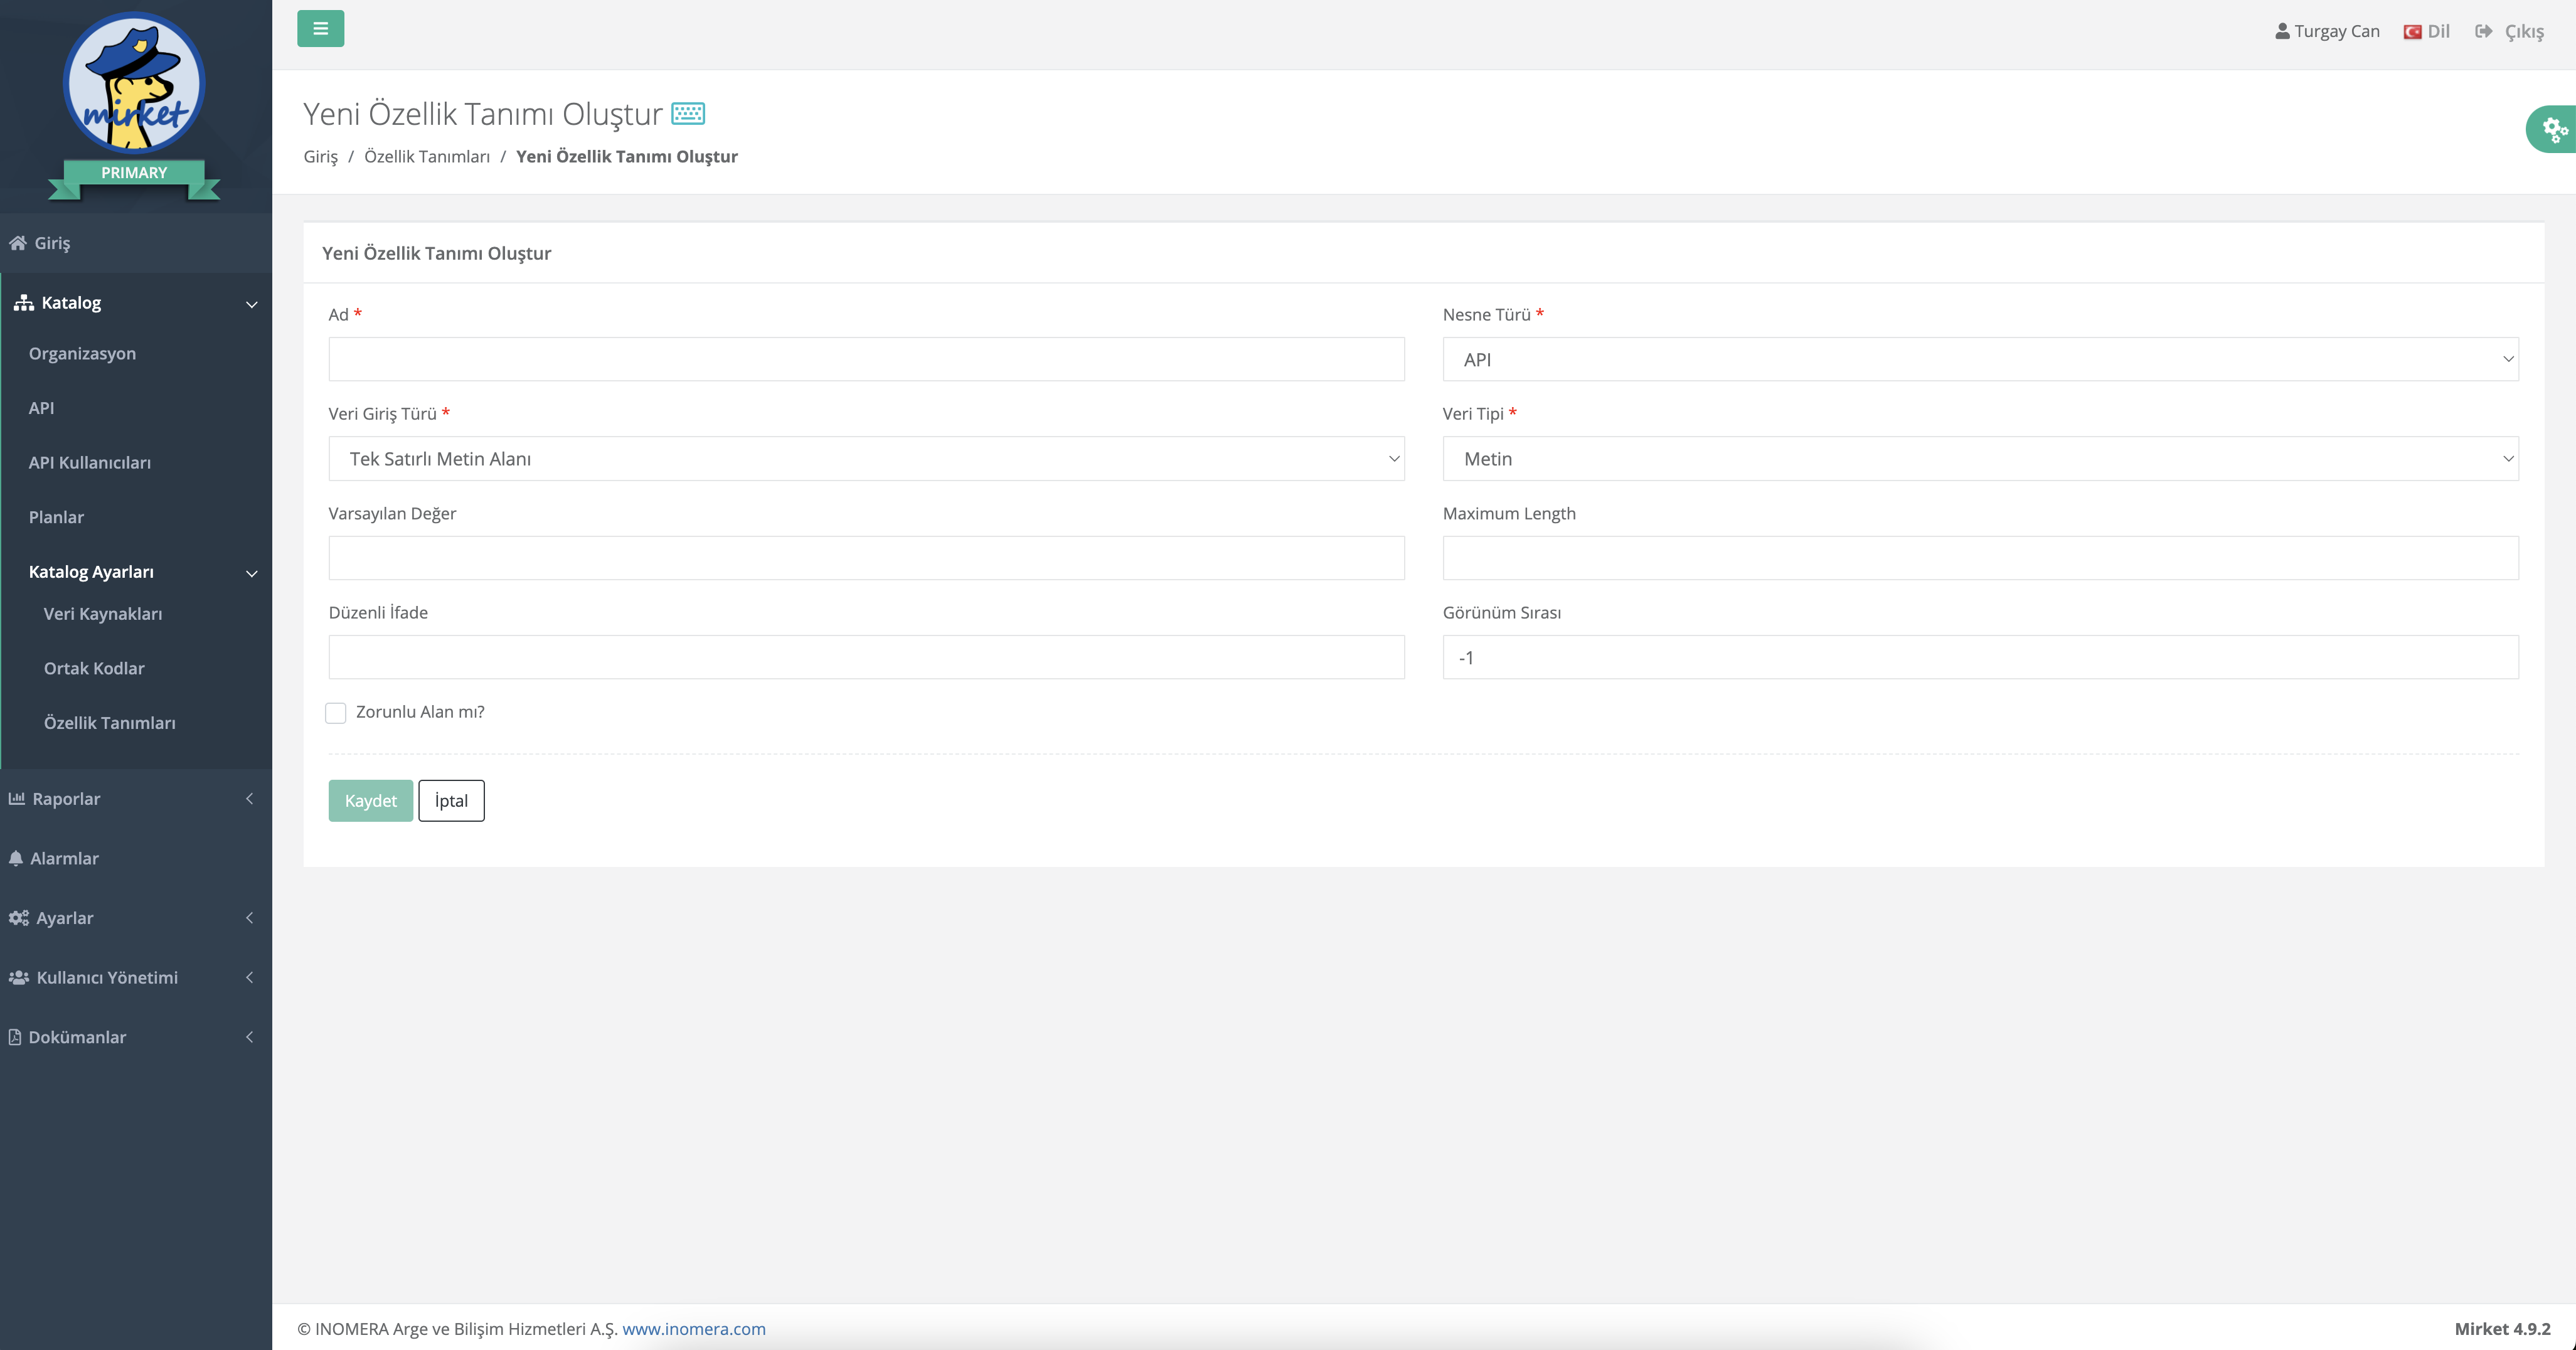 mirket
PRIMARY
Giriş
Katalog
Organizasyon
API
API Kullanıcıları
Planlar
Katalog Ayarları
Veri Kaynakları
Ortak Kodlar
Özellik Tanımları
Raporlar
Alarmlar
Ayarlar
Kullanıcı Yönetimi
Dokümanlar
Turgay Can Dil Çıkış
Yeni Özellik Tanımı Oluştur
Giriş / Özellik Tanımları / Yeni Özellik Tanımı Oluştur
Yeni Özellik Tanımı Oluştur
Ad * Nesne Türü *
API
Veri Giriş Türü * Veri Tipi *
Tek Satırlı Metin Alanı Metin
Varsayılan Değer Maximum Length
Düzenli İfade Görünüm Sırası
-1
Zorunlu Alan mı?
Kaydet İptal
© INOMERA Arge ve Bilişim Hizmetleri A.Ş. www.inomera.com Mirket 4.9.2